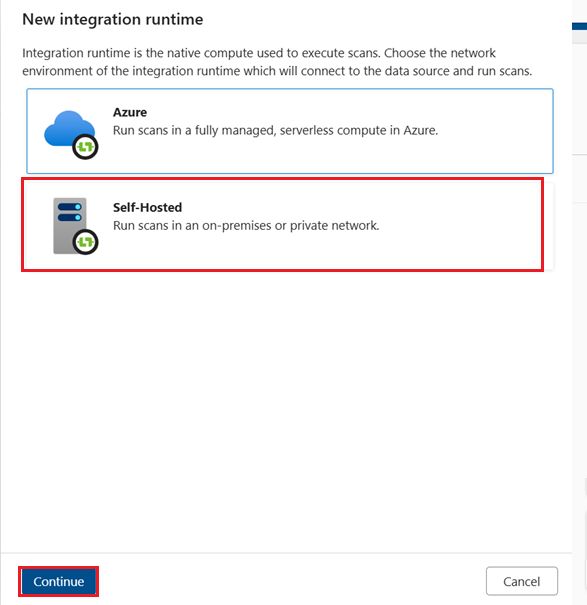 New integration runtime
Integration runtime is the native compute used to execute scans. Choose the network
environment of the integration runtime which will connect to the data source and run scans.
Azure
Run scans in a fully managed, serverless compute in Azure.
Self-Hosted
Run scans in an on-premises or private network.
Continue
Cancel